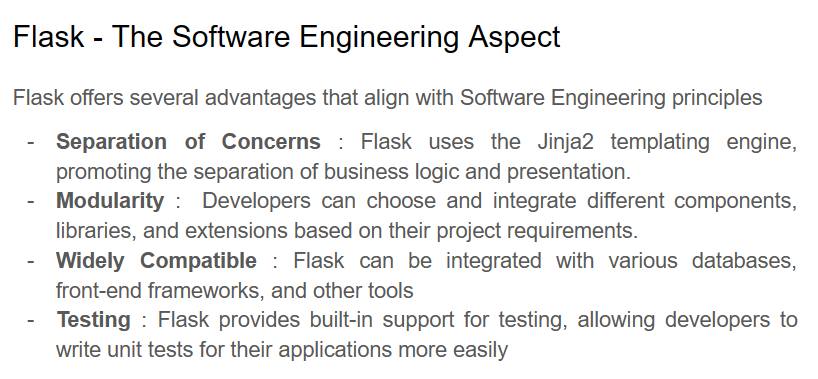 Flask - The Software Engineering Aspect
Flask offers several advantages that align with Software Engineering principles
- Separation of Concerns : Flask uses the Jinja2 templating engine,
promoting the separation of business logic and presentation.
- Modularity : Developers can choose and integrate different components,
libraries, and extensions based on their project requirements.
- Widely Compatible : Flask can be integrated with various databases,
front-end frameworks, and other tools
- Testing : Flask provides built-in support for testing, allowing developers to
write unit tests for their applications more easily